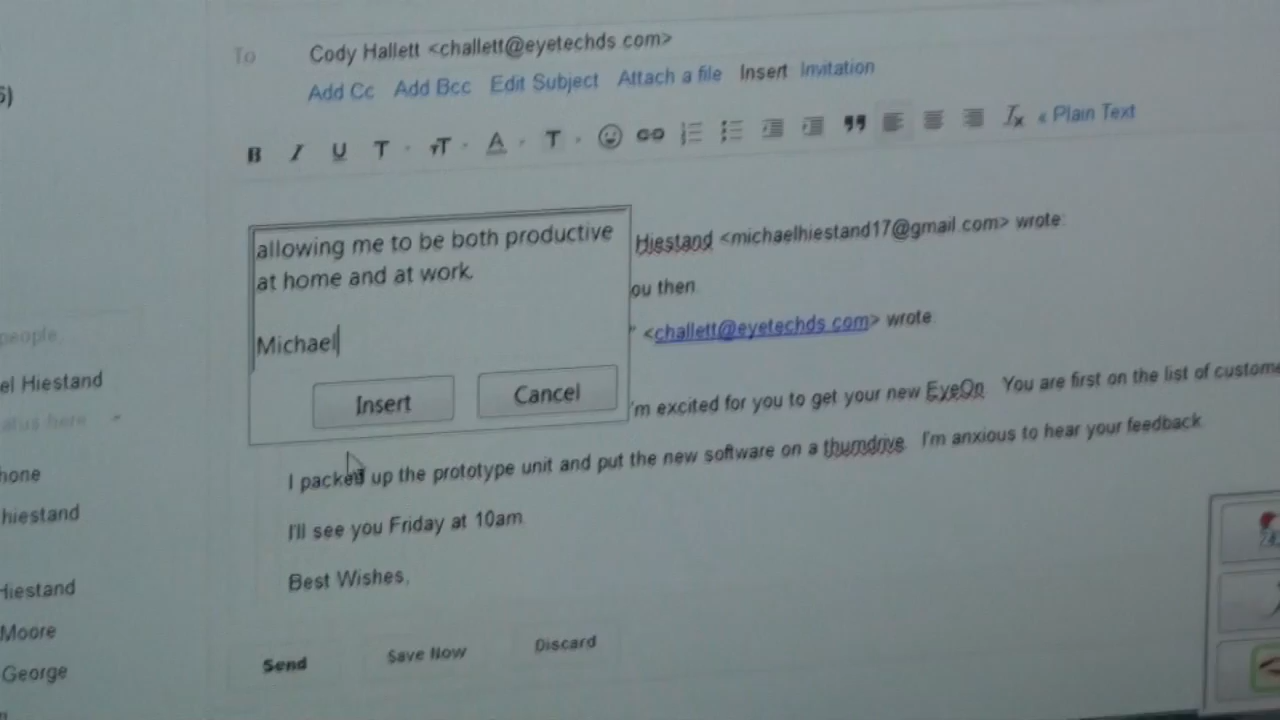 To Cody Hallett <challett@eyetechds.com>
5)
Add Cc Add Bcc Edit Subject Attach a file Insert Invitation
B I U T T A T « Plain Text
allowing me to be both productive
at home and at work.
Michael
Insert Cancel
Hiestand <michaelhiestand17@gmail.com> wrote:
ou then.
" <challett@eyetechds.com> wrote:
'm excited for you to get your new EyeOn. You are first on the list of custome
I packed up the prototype unit and put the new software on a thumdrive. I'm anxious to hear your feedback.
I'll see you Friday at 10am.
Best Wishes,
Send Save Now Discard
people
el Hiestand
atus here
hone
hiestand
Hiestand
Moore
George